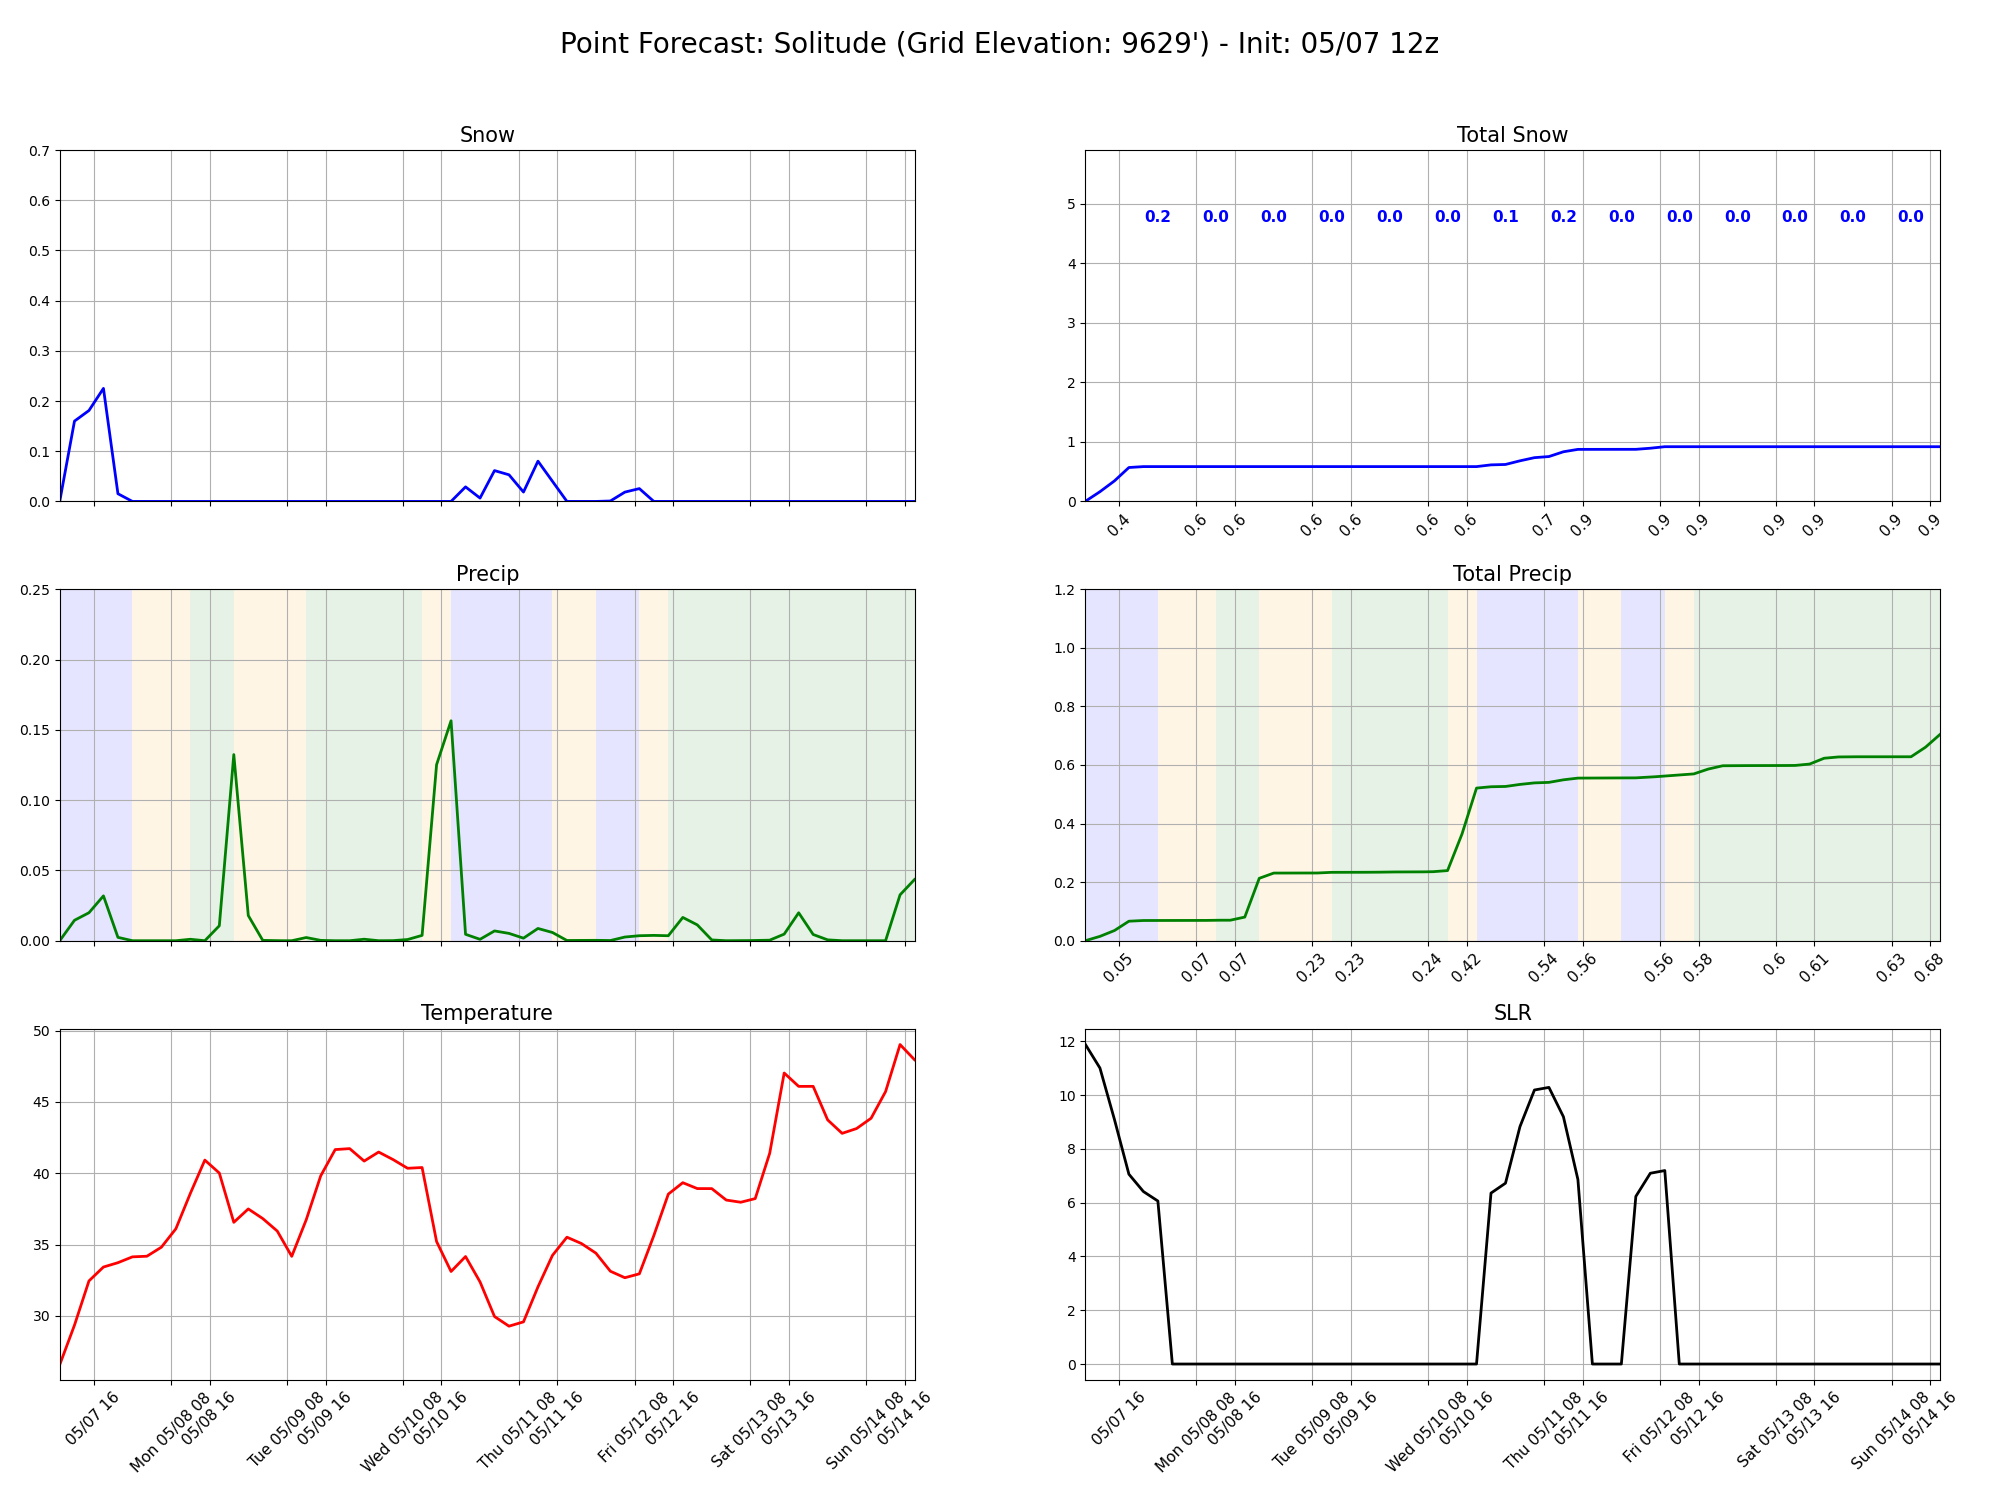 Point Forecast: Solitude (Grid Elevation: 9629') - Init: 05/07 12z
Snow
0.7
0.6
0.5
0.4
0.3
0.2
0.1
0.0
Total Snow
5
4
3
2
1
0
0.2 0.0 0.0 0.0 0.0 0.0 0.1 0.2 0.0 0.0 0.0 0.0 0.0 0.0
0.4 0.6 0.6 0.6 0.6 0.6 0.6 0.7 0.9 0.9 0.9 0.9 0.9 0.9 0.9
Precip
0.25
0.20
0.15
0.10
0.05
0.00
Total Precip
1.2
1.0
0.8
0.6
0.4
0.2
0.0
0.05 0.07 0.07 0.23 0.23 0.24 0.42 0.54 0.56 0.56 0.58 0.6 0.61 0.63 0.68
Temperature
50
45
40
35
30
05/07 16
Mon 05/08 08
05/08 16
Tue 05/09 08
05/09 16
Wed 05/10 08
05/10 16
Thu 05/11 08
05/11 16
Fri 05/12 08
05/12 16
Sat 05/13 08
05/13 16
Sun 05/14 08
05/14 16
SLR
12
10
8
6
4
2
0
05/07 16
Mon 05/08 08
05/08 16
Tue 05/09 08
05/09 16
Wed 05/10 08
05/10 16
Thu 05/11 08
05/11 16
Fri 05/12 08
05/12 16
Sat 05/13 08
05/13 16
Sun 05/14 08
05/14 16